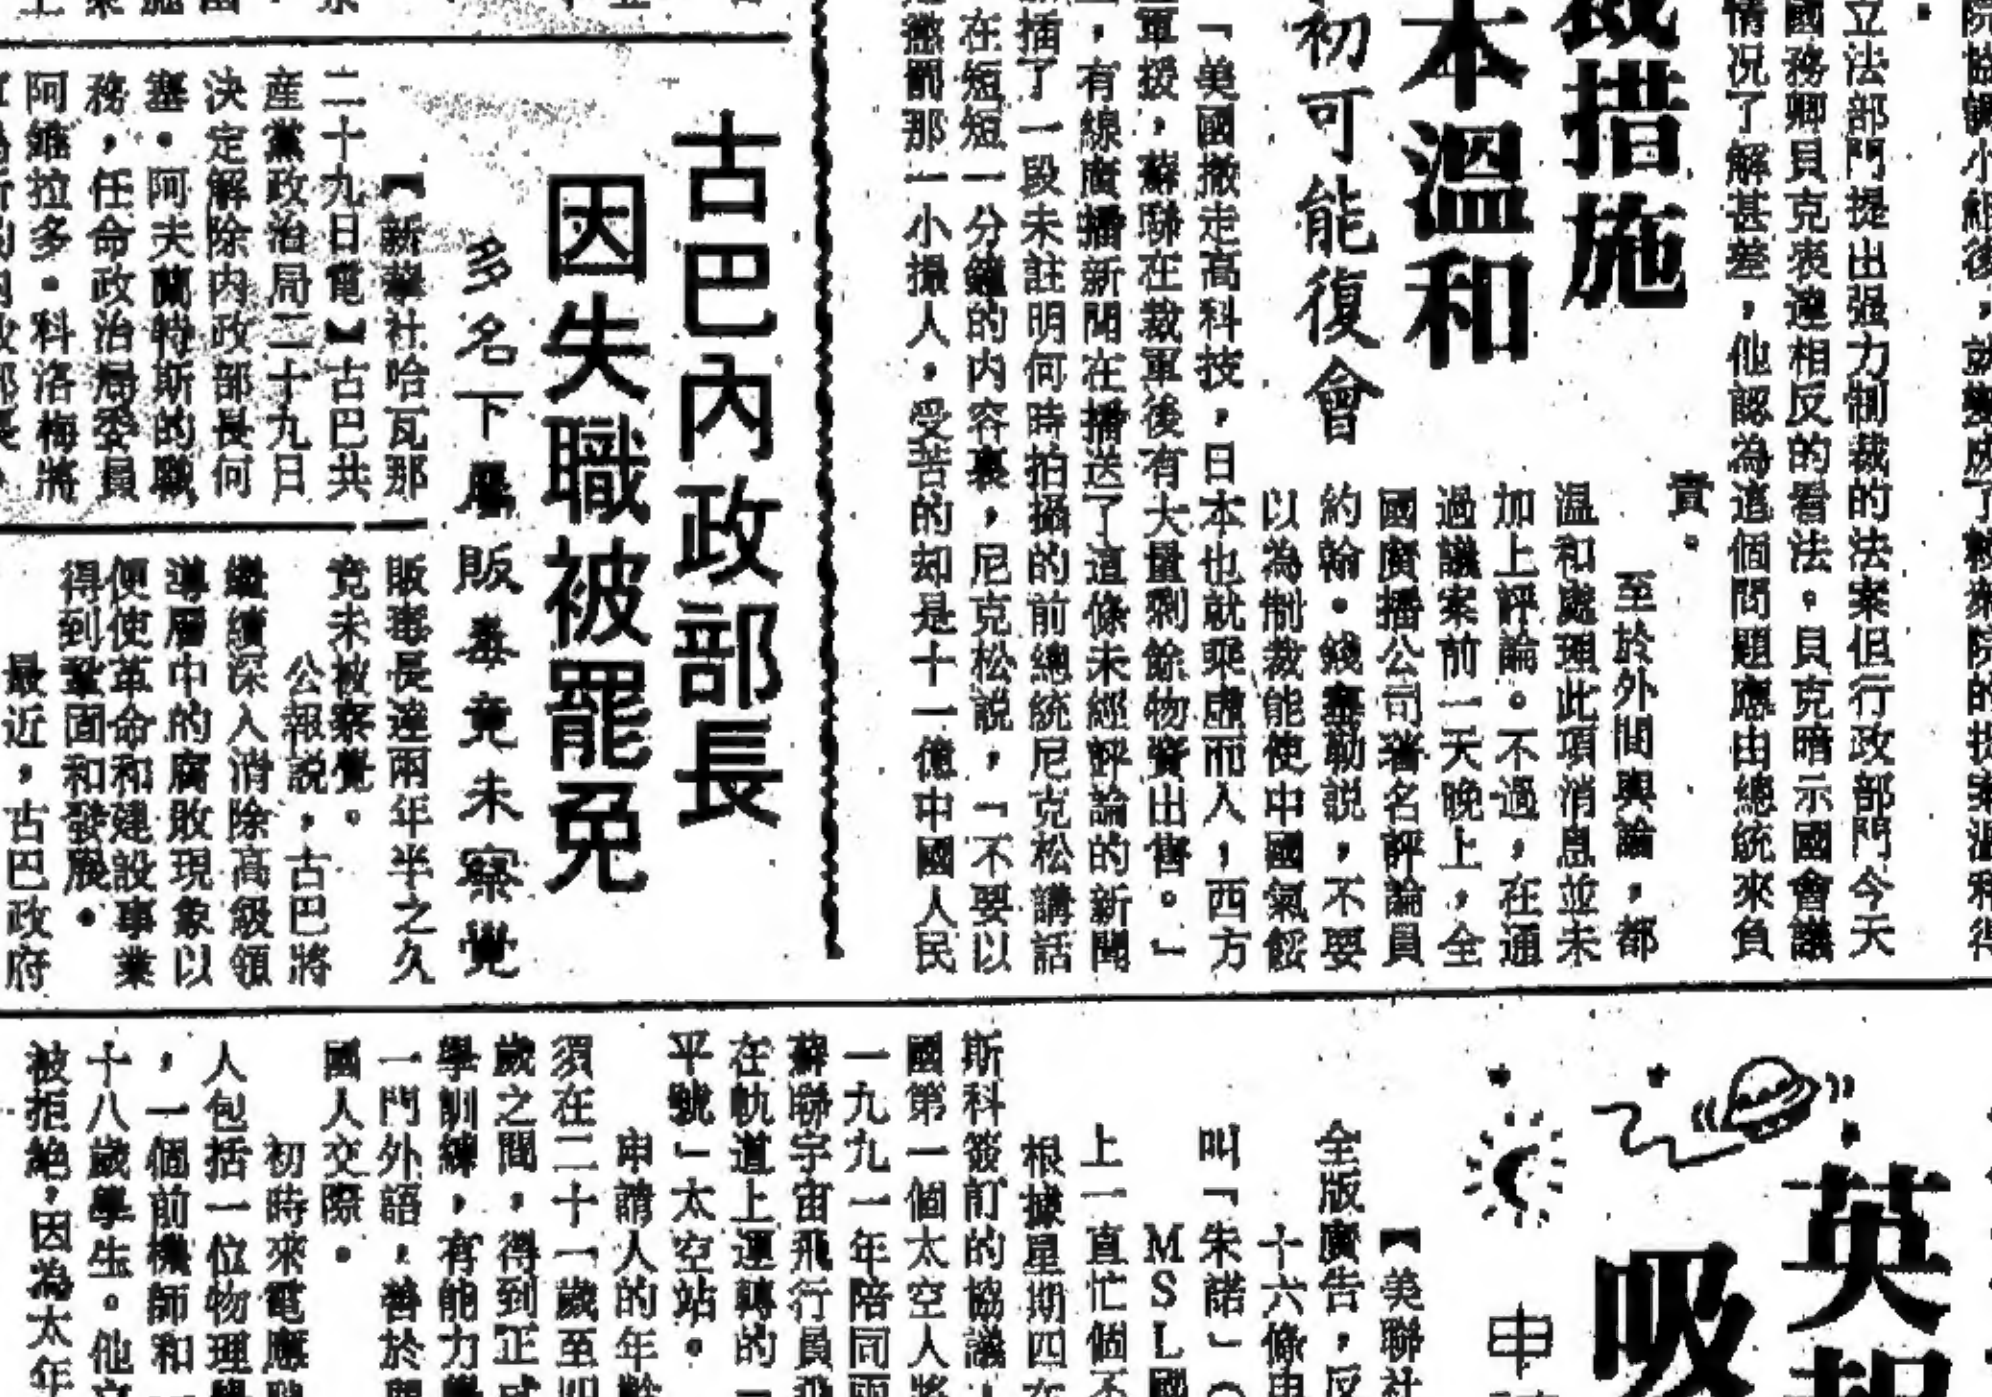 立法部門提出强力制裁的法案但行政部門今天
國務卿貝克表達相反的看法。貝克暗示國會議
情况了解甚差，他認為這個問題應由總統來負
責。
措施
本溫和
初可能復會
至於外間輿論，都
溫和處理此項消息並未
加上評論。不過，在通
過議案前一天晚上，全
國廣播公司著名評論員
約翰·錢塞勒説，不要
以為制裁能使中國氣餒
「美國撤走高科技，日本也就乘虛而入，西方
軍援，蘇聯在裁軍後有大量剩餘物資出售。」
，有線廣播新聞在播送了這條未經評論的新聞
插了一段未註明何時拍攝的前總統尼克松講話
在短短一分鐘的內容裏，尼克松説，「不要以
懲罰那一小撮人，受苦的却是十一億中國人民
古巴內政部長
因失職被罷免
多名下屬販毒竟未察覺
【新華社哈瓦那
二十九日電】古巴共
產黨政治局二十九日
決定解除內政部長何
塞·阿夫蘭特斯的職
務，任命政治局委員
阿維拉多·科洛梅將
販毒長達兩年半之久
竟未被察覺。
公報説，古巴將
繼續深入消除高級領
導層中的腐敗現象以
便使革命和建設事業
得到鞏固和發展。
最近，古巴政府
英
吸
申
【美聯社
全版廣告，反
十六條
MSL國
叫「朱諾」（
上一直忙個不
根據星期四在
斯科簽訂的協議，
國第一個太空人將
一九九一年陪同兩
蘇聯宇宙飛行員飛
在軌道上運轉的「
平號」太空站。
申請人的年齡
須在二十一歲至四
歲之間，得到正式
學訓練，有能力學
一門外語，善於與
國人交際。
初時來電應聘
人包括一位物理學
，一個前機師和一
十八歲學生。他
被拒絶，因為太年